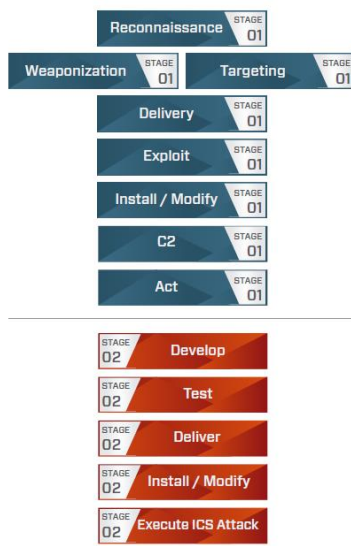 Reconnaissance STAGE 01
Weaponization STAGE 01 Targeting STAGE 01
Delivery STAGE 01
Exploit STAGE 01
Install / Modify STAGE 01
C2 STAGE 01
Act STAGE 01
STAGE 02 Develop
STAGE 02 Test
STAGE 02 Deliver
STAGE 02 Install / Modify
STAGE 02 Execute ICS Attack